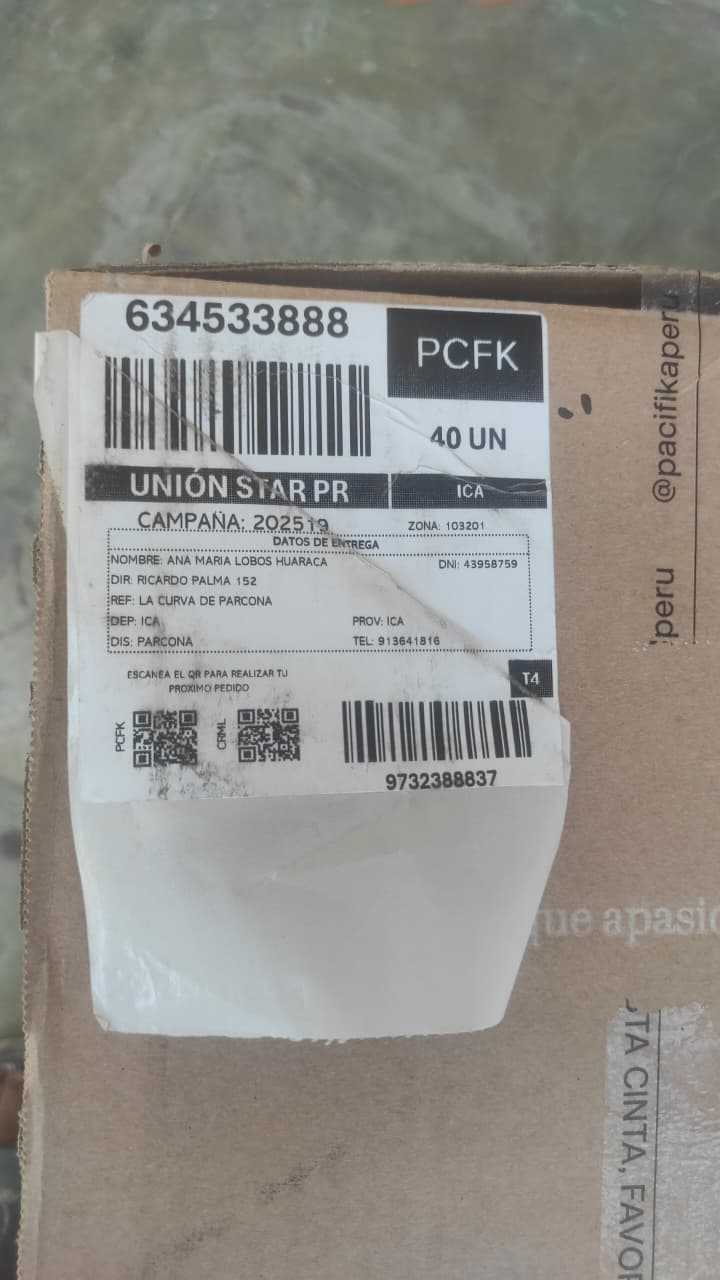 634533888
PCFK
40 UN
UNIÓN STAR PR
ICA
CAMPAÑA: 202519
ZONA: 103201
DATOS DE ENTREGA
NOMBRE: ANA MARIA LOBOS HUARACA
DNI: 43958759
DIR: RICARDO PALMA 152
REF: LA CURVA DE PARCONA
DEP: ICA
PROV: ICA
DIS: PARCONA
TEL: 913641816
ESCANEA EL QR PARA REALIZAR TU
PROXIMO PEDIDO
T4
PCFK
CRML
9732388837
@pacifikaperu
peru
que apasio
TA CINTA, FAVOR